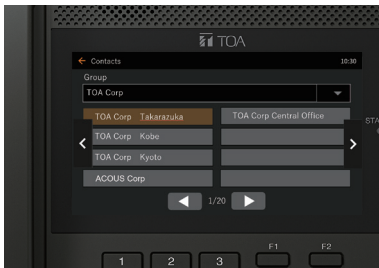 TOA
Contacts 10:30
Group
TOA Corp
TOA Corp Takarazuka
TOA Corp Central Office
TOA Corp Kobe
TOA Corp Kyoto
ACOUS Corp
1/20
STA
F1 F2
1 2 3